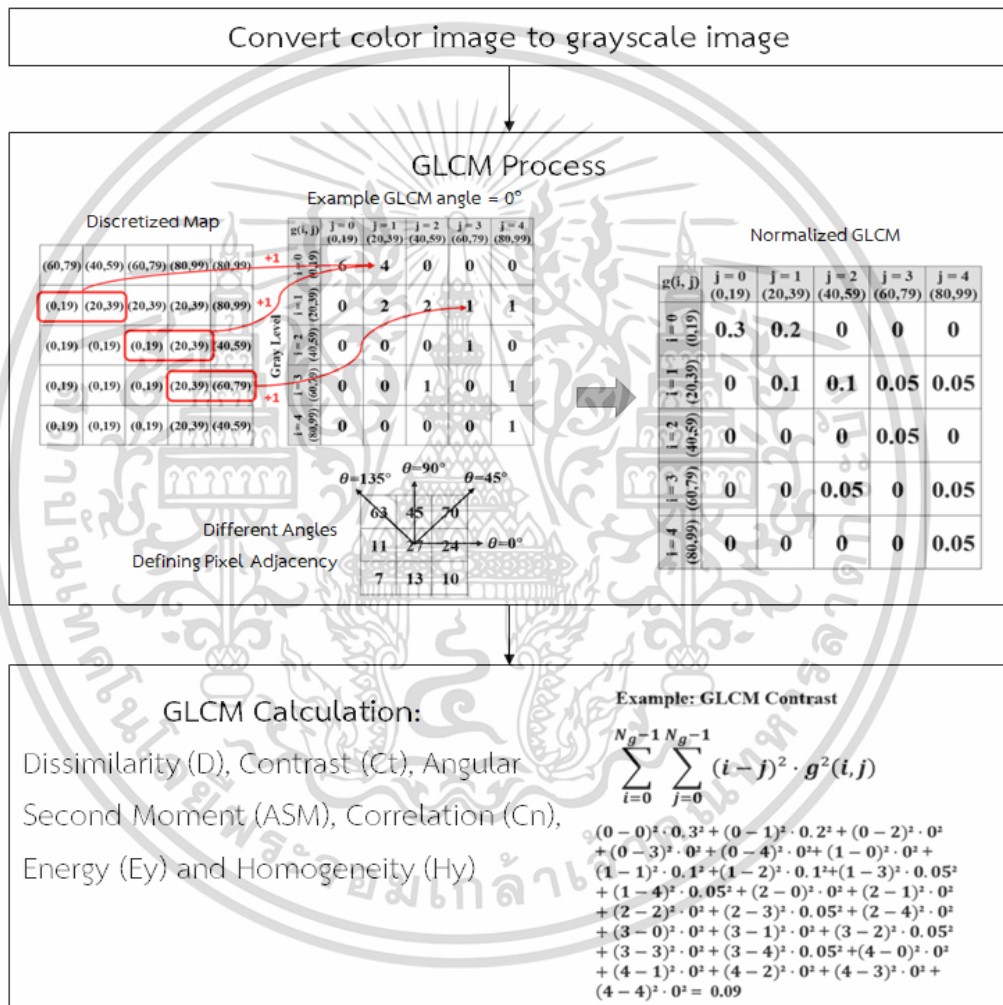 Convert color image to grayscale image
GLCM Process
Example GLCM angle = 0°
Discretized Map
(60,79) (40,59) (60,79) (80,99) (80,99)
(0,19) (20,39) (20,39) (20,39) (80,99)
(0,19) (0,19) (0,19) (20,39) (40,59)
(0,19) (0,19) (0,19) (20,39) (60,79)
(0,19) (0,19) (0,19) (20,39) (40,59)
+1
+1
+1
Gray Level
g(i, j) j = 0 j = 1 j = 2 j = 3 j = 4
(0,19) (20,39) (40,59) (60,79) (80,99)
i = 0 (0,19) 6 4 0 0 0
i = 1 (20,39) 0 2 2 1 1
i = 2 (40,59) 0 0 0 1 0
i = 3 (60,79) 0 0 1 0 1
i = 4 (80,99) 0 0 0 0 1
Normalized GLCM
g(i, j) j = 0 j = 1 j = 2 j = 3 j = 4
(0,19) (20,39) (40,59) (60,79) (80,99)
i = 0 (0,19) 0.3 0.2 0 0 0
i = 1 (20,39) 0 0.1 0.1 0.05 0.05
i = 2 (40,59) 0 0 0 0.05 0
i = 3 (60,79) 0 0 0.05 0 0.05
i = 4 (80,99) 0 0 0 0 0.05
Different Angles
Defining Pixel Adjacency
θ=135° θ=90° θ=45°
63 45 70
11 27 24 θ=0°
7 13 10
GLCM Calculation:
Dissimilarity (D), Contrast (Ct), Angular
Second Moment (ASM), Correlation (Cn),
Energy (Ey) and Homogeneity (Hy)
Example: GLCM Contrast
∑_{i=0}^{N_g−1} ∑_{j=0}^{N_g−1} (i − j)² · g²(i, j)
(0 − 0)² · 0.3² + (0 − 1)² · 0.2² + (0 − 2)² · 0²
+ (0 − 3)² · 0² + (0 − 4)² · 0²+ (1 − 0)² · 0² +
(1 − 1)² · 0.1² +(1 − 2)² · 0.1²+(1 − 3)² · 0.05²
+ (1 − 4)² · 0.05² + (2 − 0)² · 0² + (2 − 1)² · 0²
+ (2 − 2)² · 0² + (2 − 3)² · 0.05² + (2 − 4)² · 0²
+ (3 − 0)² · 0² + (3 − 1)² · 0² + (3 − 2)² · 0.05²
+ (3 − 3)² · 0² + (3 − 4)² · 0.05² +(4 − 0)² · 0²
+ (4 − 1)² · 0² + (4 − 2)² · 0² + (4 − 3)² · 0² +
(4 − 4)² · 0² = 0.09